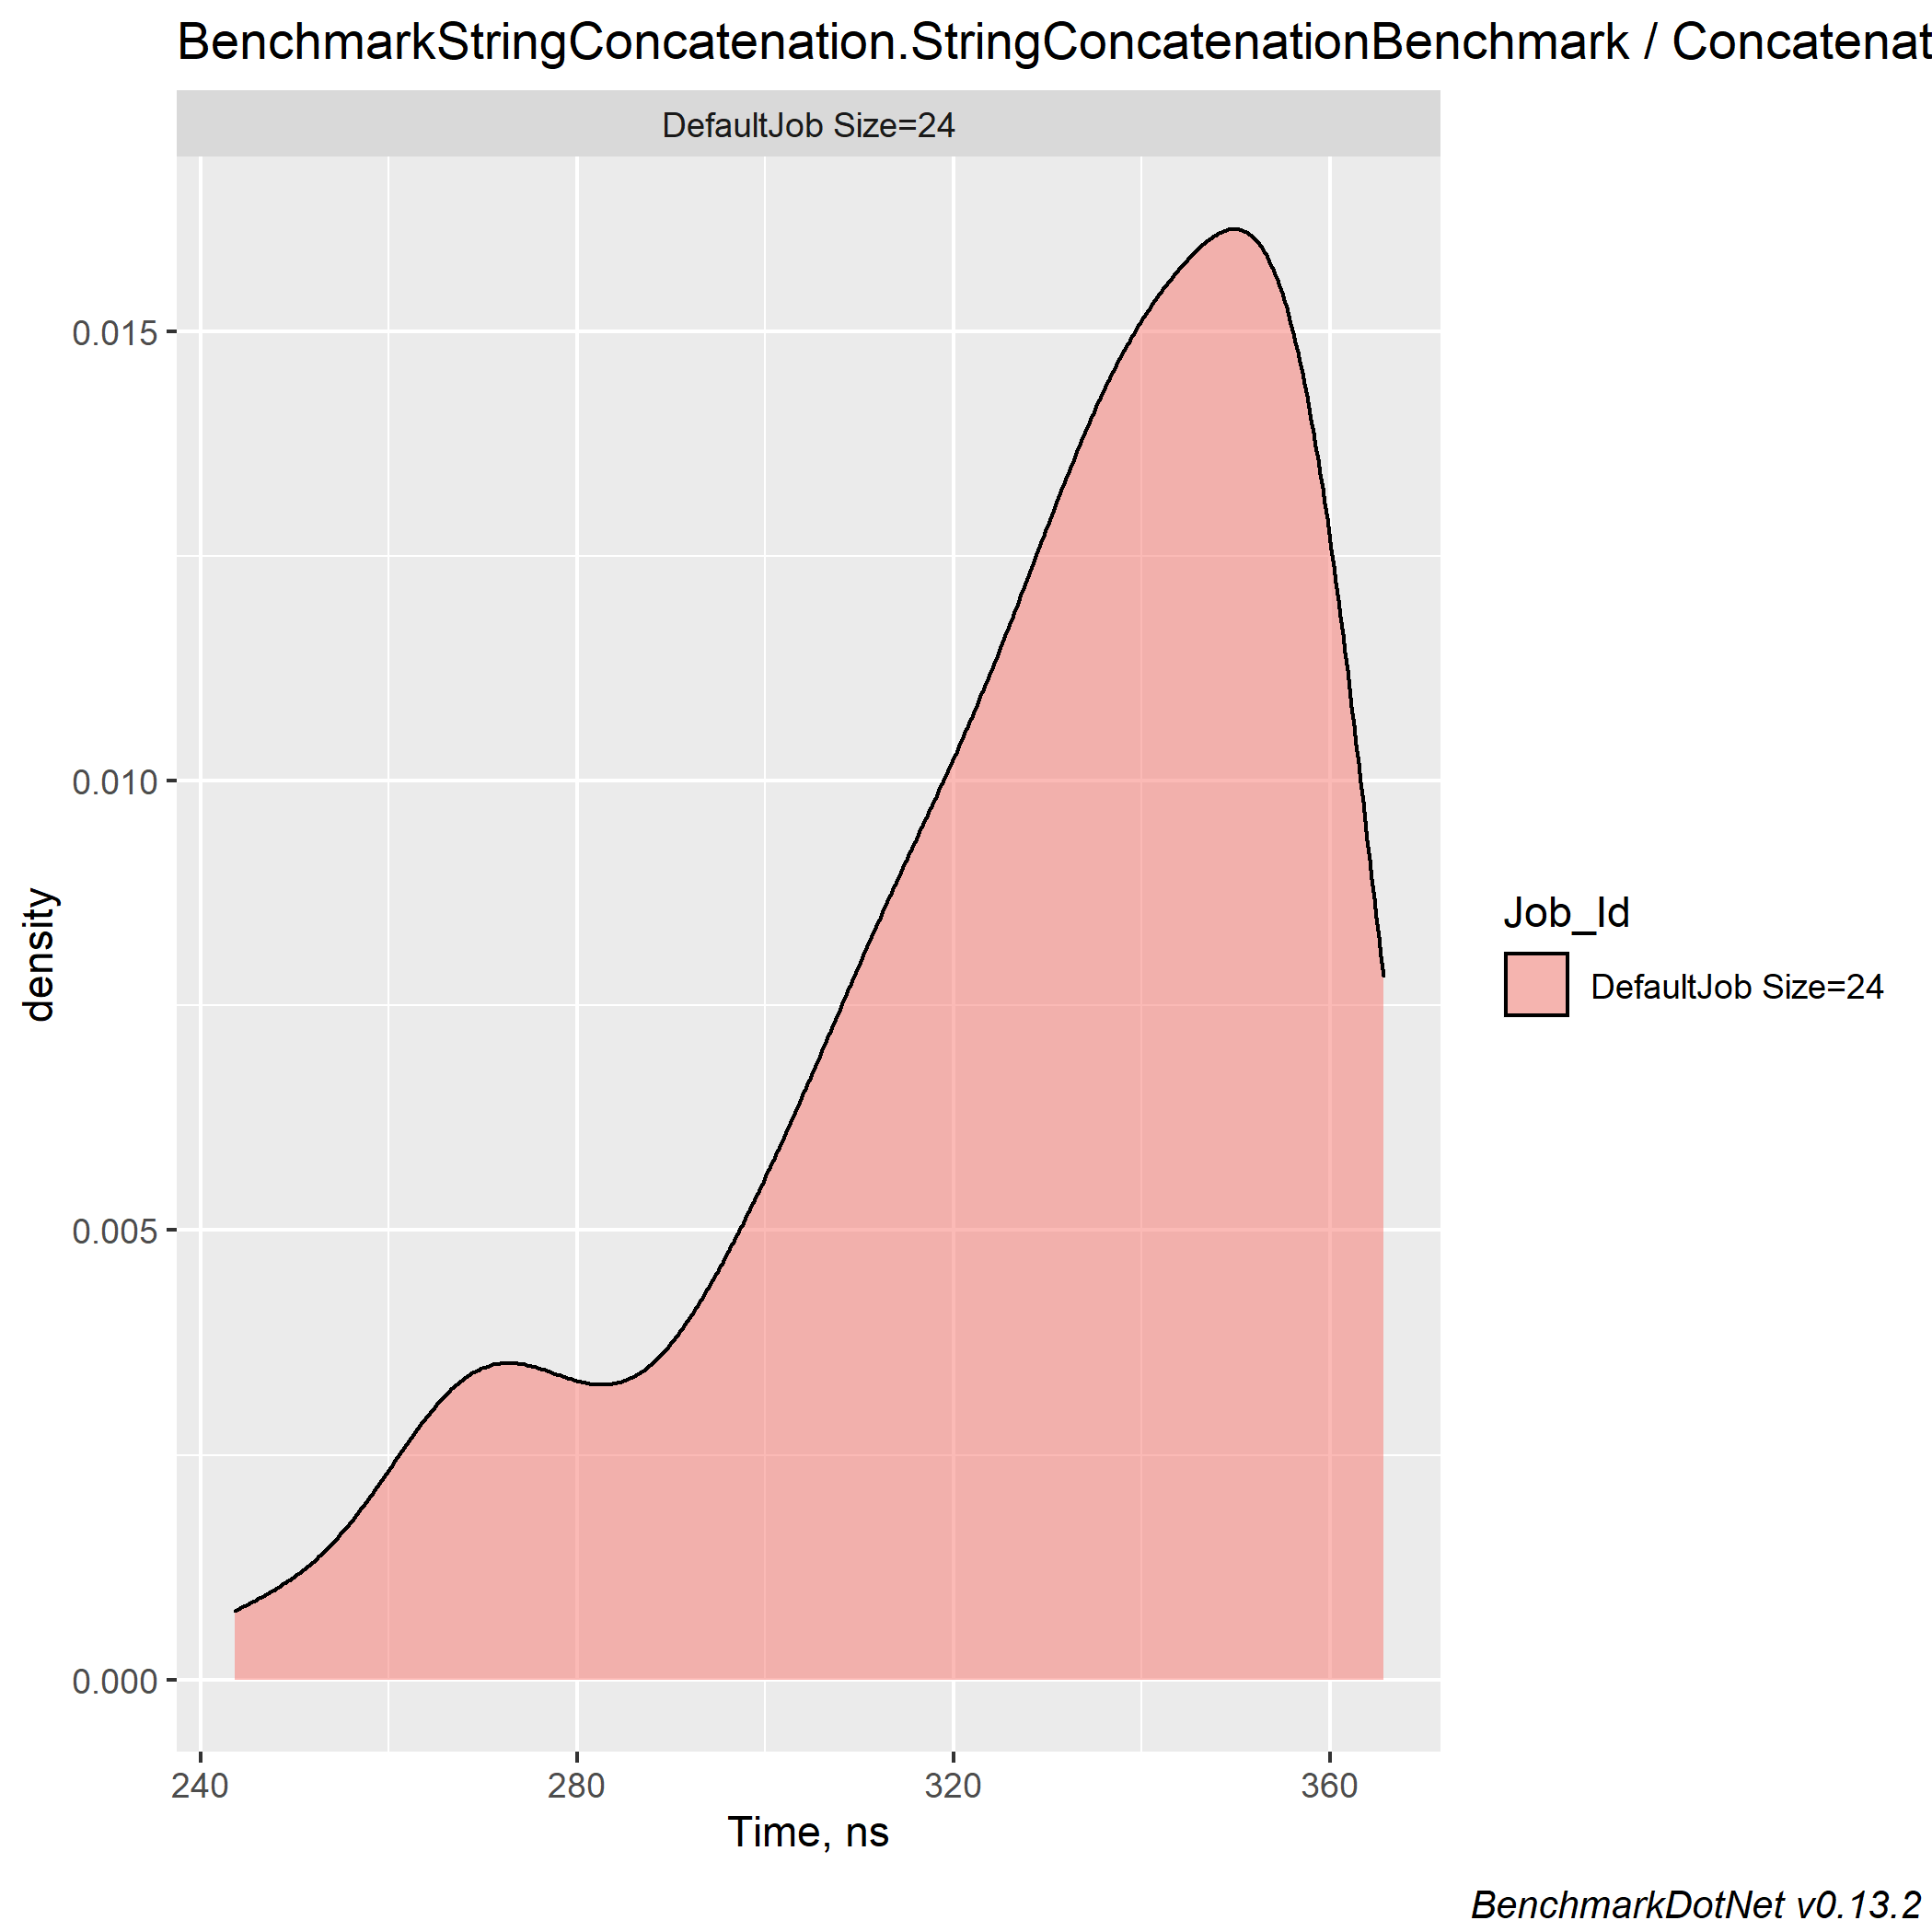 BenchmarkStringConcatenation.StringConcatenationBenchmark / Concatenat
DefaultJob Size=24
0.015
0.010
0.005
0.000
density
240 280 320 360
Time, ns
Job_Id
DefaultJob Size=24
BenchmarkDotNet v0.13.2